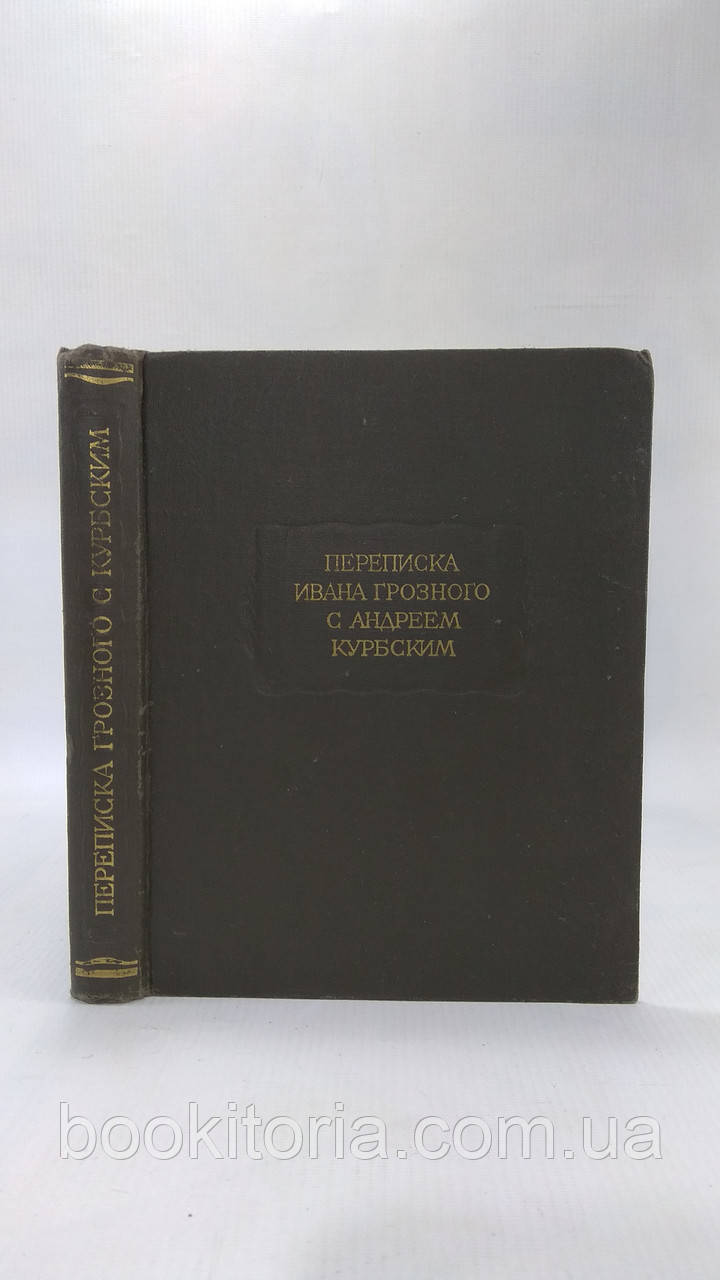 ПЕРЕПИСКА ГРОЗНОГО С КУРБСКИМ
ПЕРЕПИСКА
ИВАНА ГРОЗНОГО
С АНДРЕЕМ
КУРБСКИМ
bookitoria.com.ua